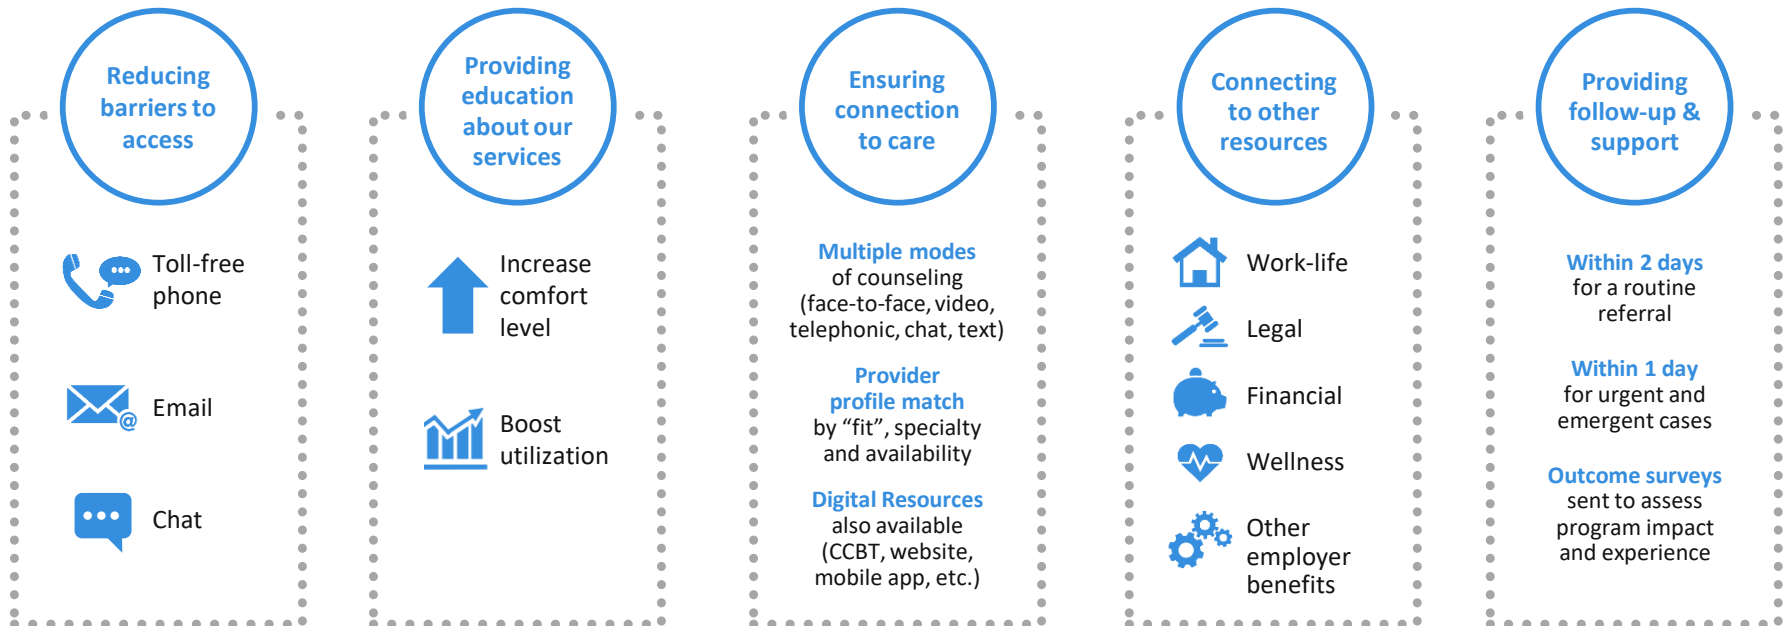 Reducing
barriers to
access
Toll-free
phone
@
Email
Chat
Providing
education
about our
services
Increase
comfort
level
Boost
utilization
Ensuring
connection
to care
Multiple modes
of counseling
(face-to-face, video,
telephonic, chat, text)
Provider
profile match
by “fit”, specialty
and availability
Digital Resources
also available
(CCBT, website,
mobile app, etc.)
Connecting
to other
resources
Work-life
Legal
Financial
Wellness
Other
employer
benefits
Providing
follow-up &
support
Within 2 days
for a routine
referral
Within 1 day
for urgent and
emergent cases
Outcome surveys
sent to assess
program impact
and experience